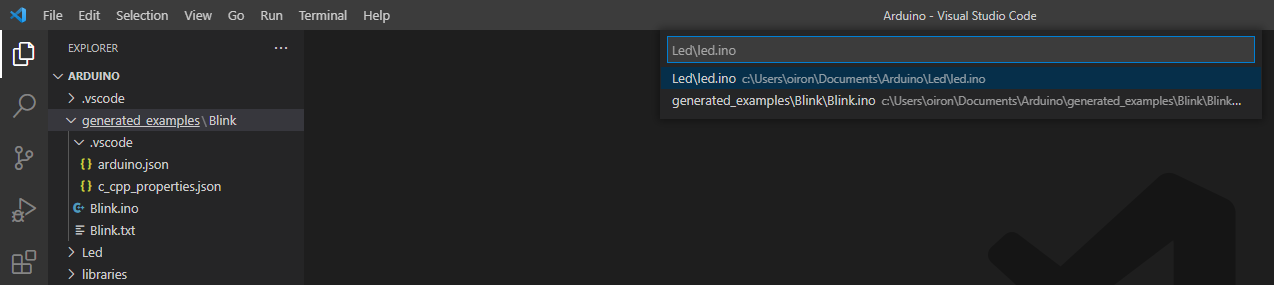 File Edit Selection View Go Run Terminal Help
Arduino - Visual Studio Code
EXPLORER
ARDUINO
.vscode
generated_examples\Blink
.vscode
{} arduino.json
{} c_cpp_properties.json
Blink.ino
Blink.txt
Led
libraries
Led\led.ino
Led\led.ino c:\Users\oiron\Documents\Arduino\Led\led.ino
generated_examples\Blink\Blink.ino c:\Users\oiron\Documents\Arduino\generated_examples\Blink\Blink...